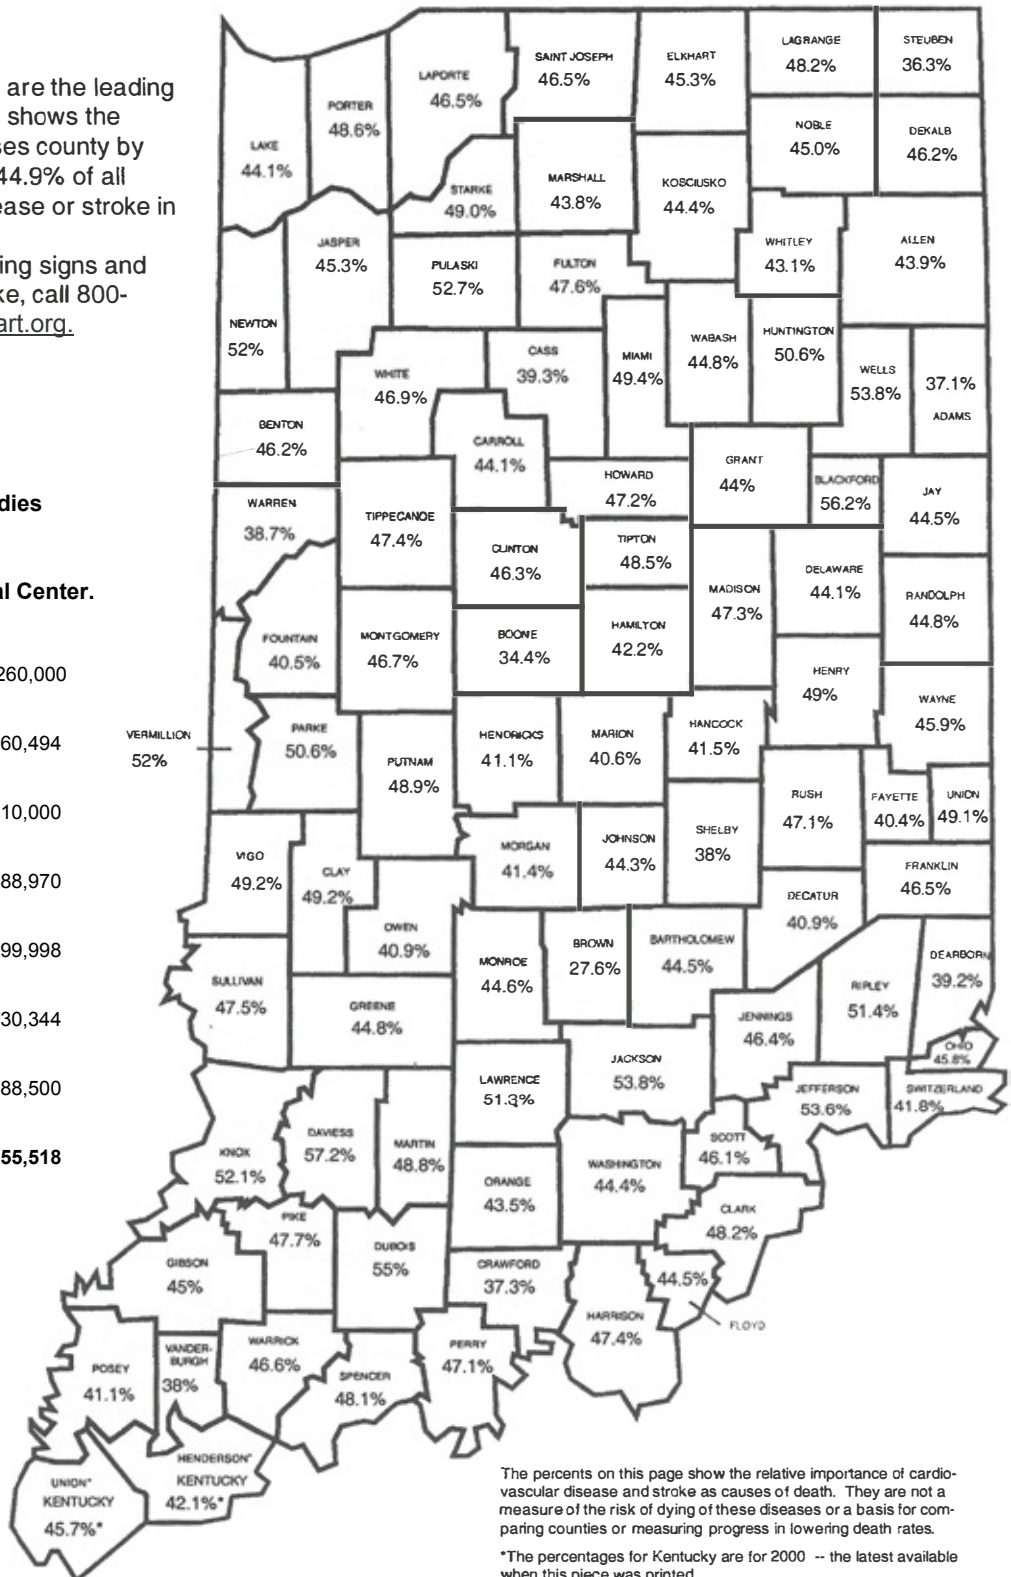 are the leading
shows the
ses county by
44.9% of all
ease or stroke in
ing signs and
ke, call 800-
art.org.
dies
al Center.
260,000
60,494
10,000
88,970
99,998
30,344
88,500
55,518
LAKE
44.1%
PORTER
48.6%
LAPORTE
46.5%
SAINT JOSEPH
46.5%
ELKHART
45.3%
LAGRANGE
48.2%
STEUBEN
36.3%
NOBLE
45.0%
DEKALB
46.2%
STARKE
49.0%
MARSHALL
43.8%
KOSCIUSKO
44.4%
WHITLEY
43.1%
ALLEN
43.9%
JASPER
45.3%
PULASKI
52.7%
FULTON
47.6%
NEWTON
52%
WHITE
46.9%
CASS
39.3%
MIAMI
49.4%
WABASH
44.8%
HUNTINGTON
50.6%
WELLS
53.8%
37.1%
ADAMS
BENTON
46.2%
CARROLL
44.1%
HOWARD
47.2%
GRANT
44%
BLACKFORD
56.2%
JAY
44.5%
WARREN
38.7%
TIPPECANOE
47.4%
CLINTON
46.3%
TIPTON
48.5%
MADISON
47.3%
DELAWARE
44.1%
RANDOLPH
44.8%
FOUNTAIN
40.5%
MONTGOMERY
46.7%
BOONE
34.4%
HAMILTON
42.2%
HENRY
49%
WAYNE
45.9%
VERMILLION
52%
PARKE
50.6%
PUTNAM
48.9%
HENDRICKS
41.1%
MARION
40.6%
HANCOCK
41.5%
RUSH
47.1%
FAYETTE
40.4%
UNION
49.1%
VIGO
49.2%
CLAY
49.2%
MORGAN
41.4%
JOHNSON
44.3%
SHELBY
38%
FRANKLIN
46.5%
DECATUR
40.9%
OWEN
40.9%
SULLIVAN
47.5%
GREENE
44.8%
MONROE
44.6%
BROWN
27.6%
BARTHOLOMEW
44.5%
JENNINGS
46.4%
RIPLEY
51.4%
DEARBORN
39.2%
OHIO
45.8%
LAWRENCE
51.3%
JACKSON
53.8%
JEFFERSON
53.6%
SWITZERLAND
41.8%
KNOX
52.1%
DAVIESS
57.2%
MARTIN
48.8%
ORANGE
43.5%
WASHINGTON
44.4%
SCOTT
46.1%
CLARK
48.2%
GIBSON
45%
PIKE
47.7%
DUBOIS
55%
CRAWFORD
37.3%
HARRISON
47.4%
44.5%
FLOYD
POSEY
41.1%
VANDER-
BURGH
38%
WARRICK
46.6%
SPENCER
48.1%
PERRY
47.1%
UNION*
KENTUCKY
45.7%*
HENDERSON*
KENTUCKY
42.1%*
The percents on this page show the relative importance of cardio-
vascular disease and stroke as causes of death. They are not a
measure of the risk of dying of these diseases or a basis for com-
paring counties or measuring progress in lowering death rates.
*The percentages for Kentucky are for 2000 -- the latest available
when this piece was printed